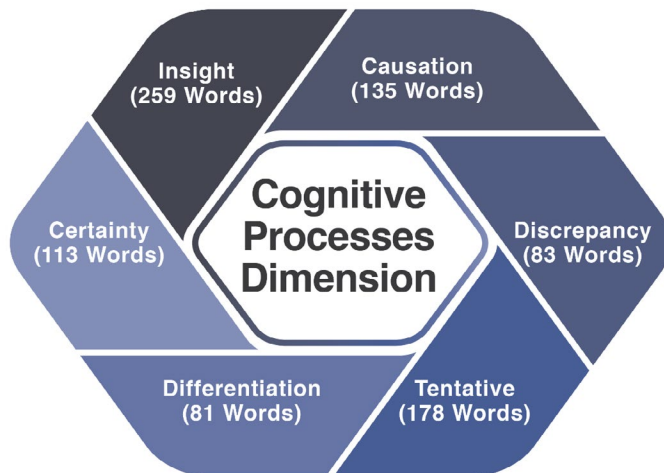 Insight
(259 Words)
Causation
(135 Words)
Cognitive
Processes
Dimension
Certainty
(113 Words)
Discrepancy
(83 Words)
Differentiation
(81 Words)
Tentative
(178 Words)